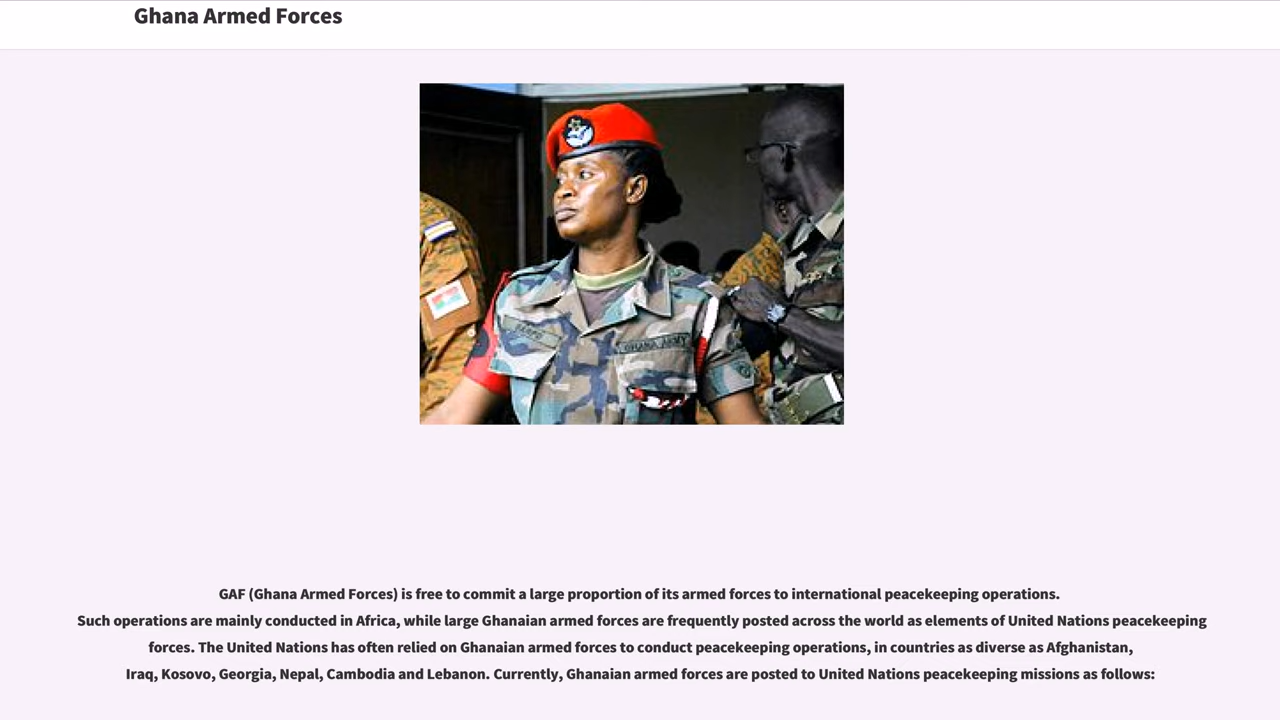 Ghana Armed Forces
GHANA ARMY
GAF (Ghana Armed Forces) is free to commit a large proportion of its armed forces to international peacekeeping operations.
Such operations are mainly conducted in Africa, while large Ghanaian armed forces are frequently posted across the world as elements of United Nations peacekeeping
forces. The United Nations has often relied on Ghanaian armed forces to conduct peacekeeping operations, in countries as diverse as Afghanistan,
Iraq, Kosovo, Georgia, Nepal, Cambodia and Lebanon. Currently, Ghanaian armed forces are posted to United Nations peacekeeping missions as follows: